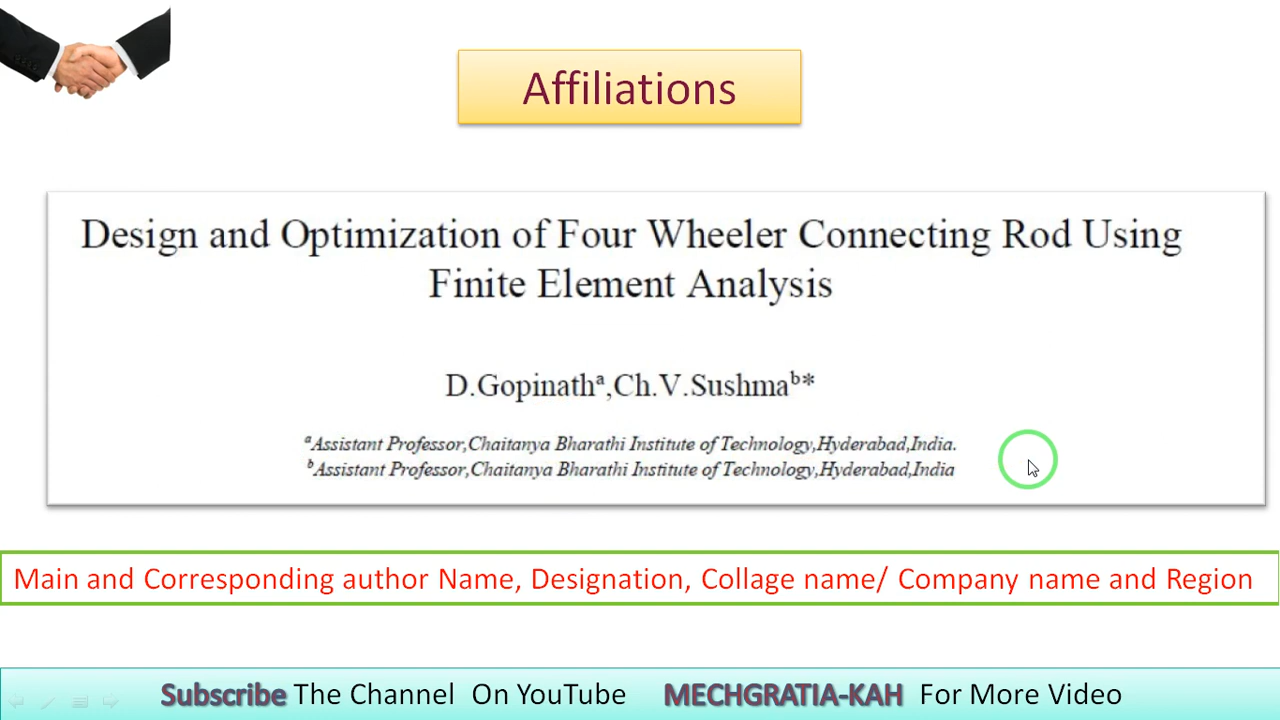 Affiliations
Design and Optimization of Four Wheeler Connecting Rod Using
Finite Element Analysis
D.Gopinathᵃ,Ch.V.Sushmaᵇ*
ᵃAssistant Professor,Chaitanya Bharathi Institute of Technology,Hyderabad,India.
ᵇAssistant Professor,Chaitanya Bharathi Institute of Technology,Hyderabad,India
Main and Corresponding author Name, Designation, Collage name/ Company name and Region
Subscribe The Channel On YouTube MECHGRATIA-KAH For More Video